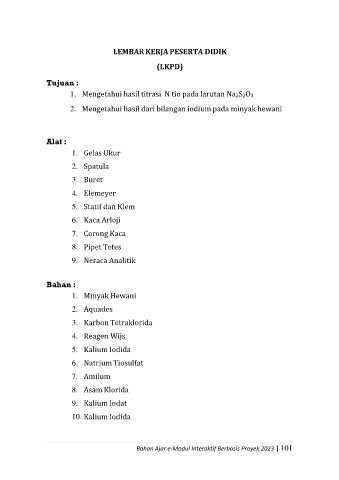 LEMBAR KERJA PESERTA DIDIK
(LKPD)
Tujuan :
1. Mengetahui hasil titrasi N tio pada larutan Na₂S₂O₃
2. Mengetahui hasil dari bilangan iodium pada minyak hewani
Alat :
1. Gelas Ukur
2. Spatula
3. Buret
4. Elemeyer
5. Statif dan Klem
6. Kaca Arloji
7. Corong Kaca
8. Pipet Tetes
9. Neraca Analitik
Bahan :
1. Minyak Hewani
2. Aquades
3. Karbon Tetraklorida
4. Reagen Wijs
5. Kalium Iodida
6. Natrium Tiosulfat
7. Amilum
8. Asam Klorida
9. Kalium Iodat
10. Kalium Iodida
Bahan Ajar e-Modul Interaktif Berbasis Proyek 2023 | 101